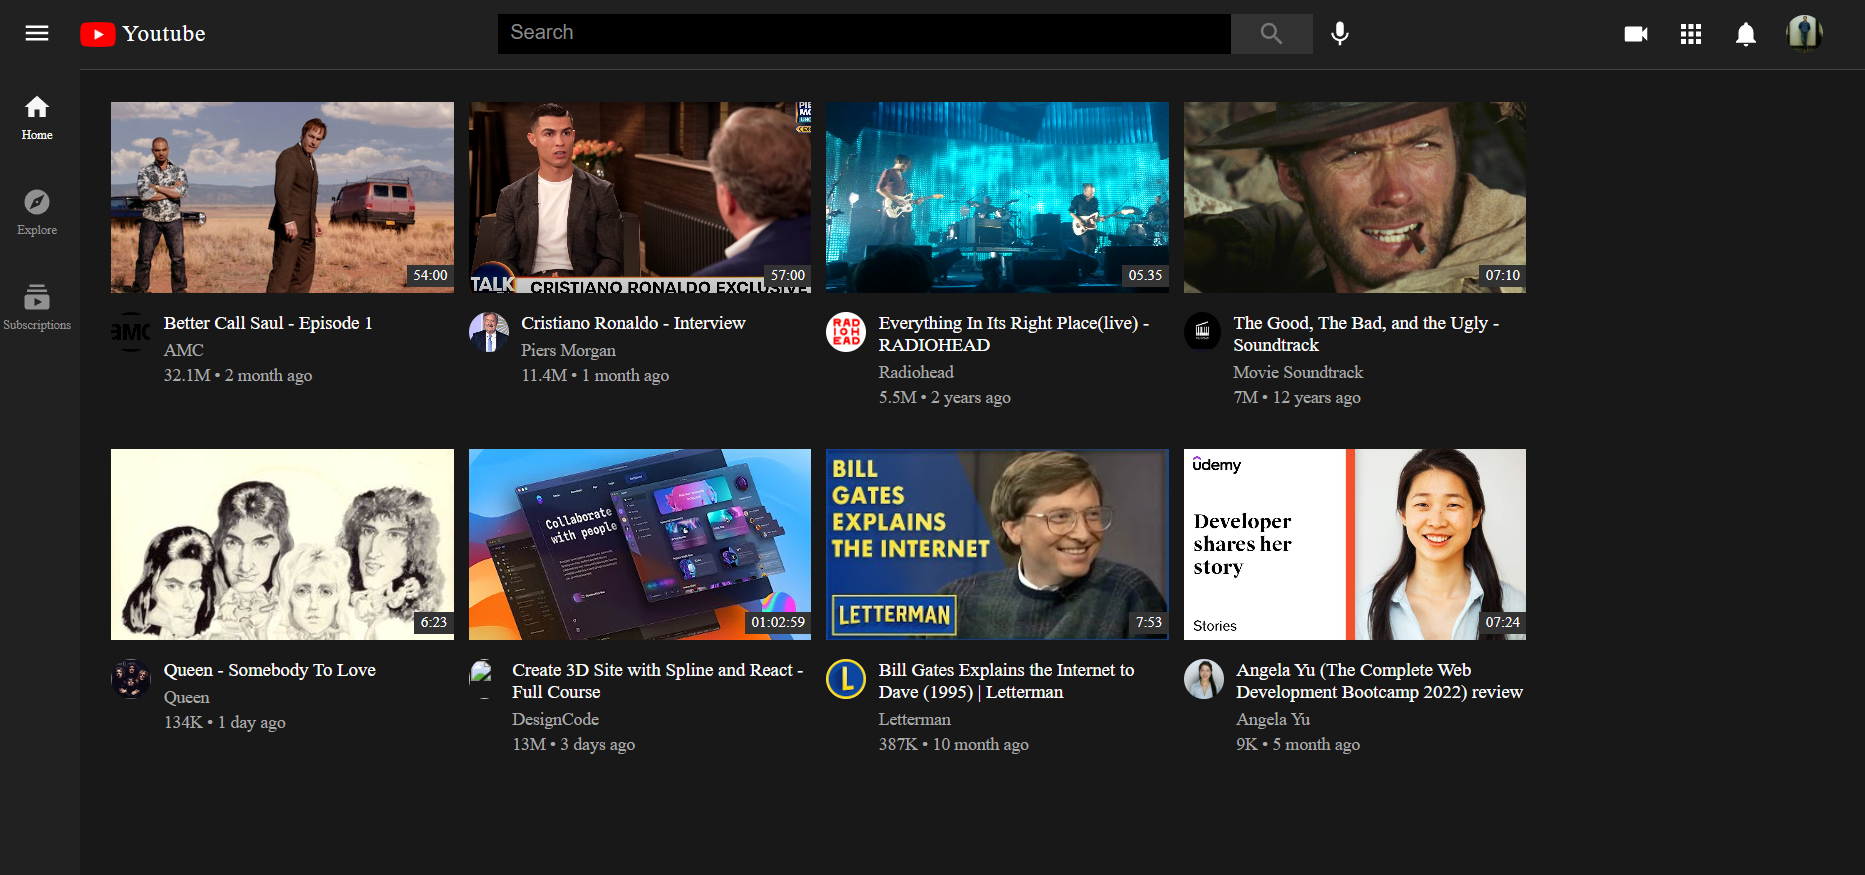 Youtube
Search
Home
Explore
Subscriptions
54:00
TALK
CRISTIANO RONALDO EXCLUSIVE
57:00
05.35
07:10
AMC
Better Call Saul - Episode 1
AMC
32.1M • 2 month ago
Cristiano Ronaldo - Interview
Piers Morgan
11.4M • 1 month ago
RAD
IOH
EAD
Everything In Its Right Place(live) -
RADIOHEAD
Radiohead
5.5M • 2 years ago
The Good, The Bad, and the Ugly -
Soundtrack
Movie Soundtrack
7M • 12 years ago
6:23
Collaborate
with people
01:02:59
BILL
GATES
EXPLAINS
THE INTERNET
LETTERMAN
7:53
udemy
Developer
shares her
story
Stories
07:24
Queen - Somebody To Love
Queen
134K • 1 day ago
Create 3D Site with Spline and React -
Full Course
DesignCode
13M • 3 days ago
L
Bill Gates Explains the Internet to
Dave (1995) | Letterman
Letterman
387K • 10 month ago
Angela Yu (The Complete Web
Development Bootcamp 2022) review
Angela Yu
9K • 5 month ago